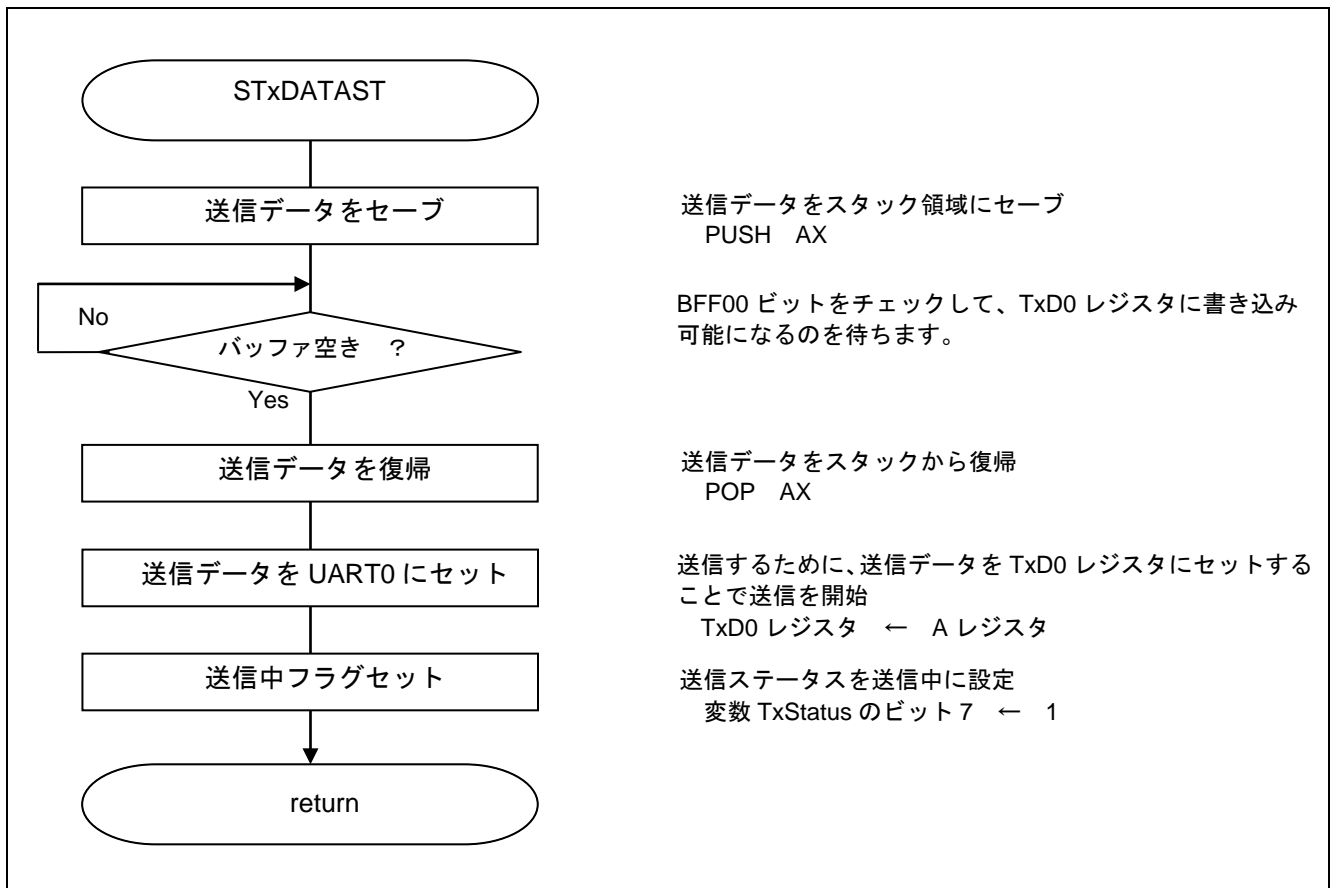 STxDATAST
送信データをセーブ
送信データをスタック領域にセーブ
PUSH AX
No
バッファ空き ?
Yes
BFF00 ビットをチェックして、TxD0 レジスタに書き込み
可能になるのを待ちます。
送信データを復帰
送信データをスタックから復帰
POP AX
送信データを UART0 にセット
送信するために、送信データを TxD0 レジスタにセットする
ことで送信を開始
TxD0 レジスタ ← A レジスタ
送信中フラグセット
送信ステータスを送信中に設定
変数 TxStatus のビット 7 ← 1
return